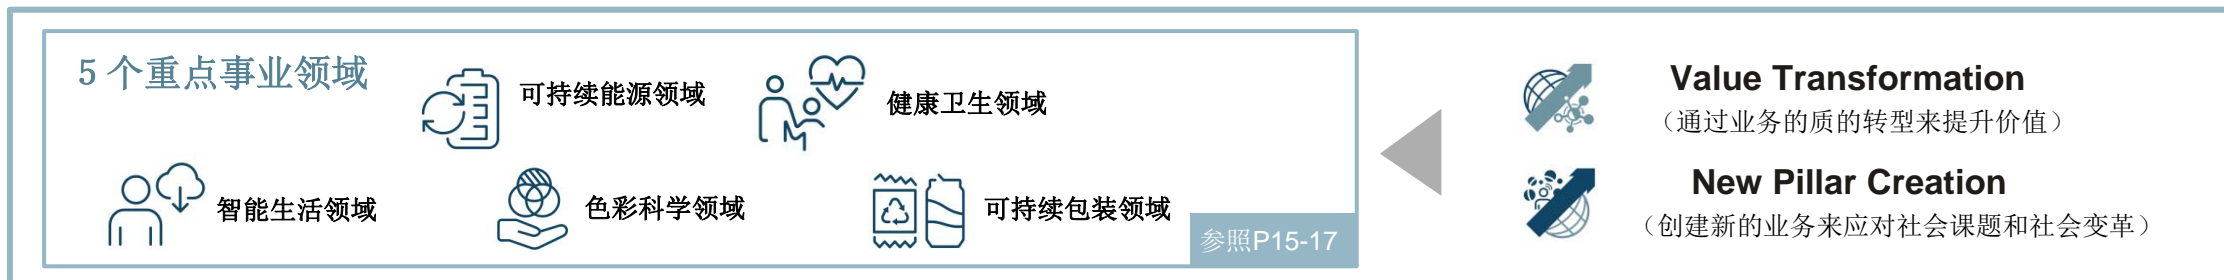 5 个重点事业领域
可持续能源领域
健康卫生领域
智能生活领域
色彩科学领域
可持续包装领域
参照P15-17
Value Transformation
（通过业务的质的转型来提升价值）
New Pillar Creation
（创建新的业务来应对社会课题和社会变革）